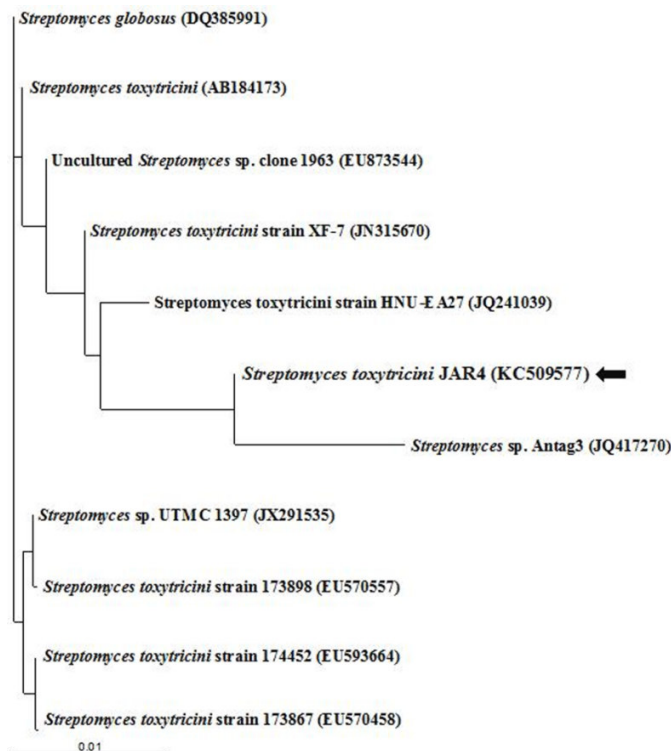 Streptomyces globosus (DQ385991)
Streptomyces toxytricini (AB184173)
Uncultured Streptomyces sp. clone 1963 (EU873544)
Streptomyces toxytricini strain XF-7 (JN315670)
Streptomyces toxytricini strain HNU-EA27 (JQ241039)
Streptomyces toxytricini JAR4 (KC509577)
Streptomyces sp. Antag3 (JQ417270)
Streptomyces sp. UTMC 1397 (JX291535)
Streptomyces toxytricini strain 173898 (EU570557)
Streptomyces toxytricini strain 174452 (EU593664)
Streptomyces toxytricini strain 173867 (EU570458)
0.01